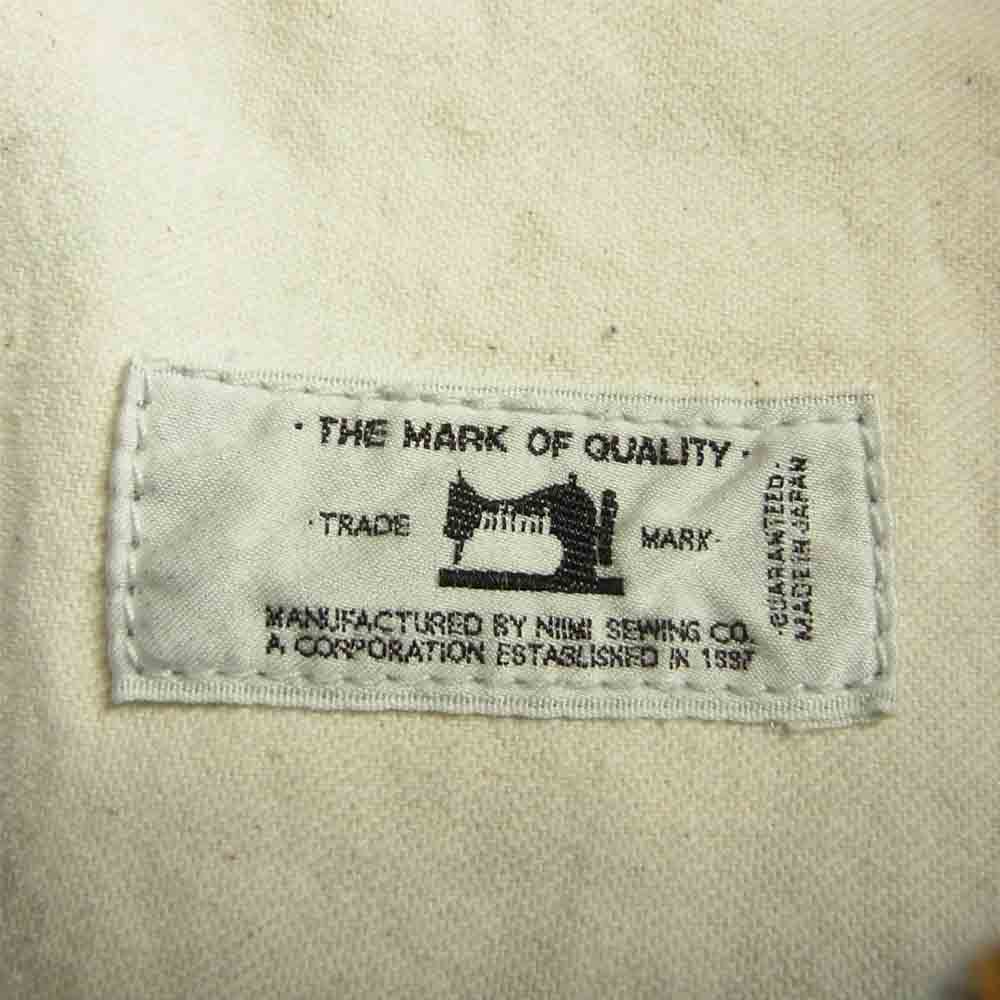 · THE MARK OF QUALITY ·
· TRADE MARK ·
niimi
MANUFACTURED BY NIIMI SEWING CO.
A CORPORATION ESTABLISHED IN 1997
· GUARANTEED ·
MADE IN JAPAN